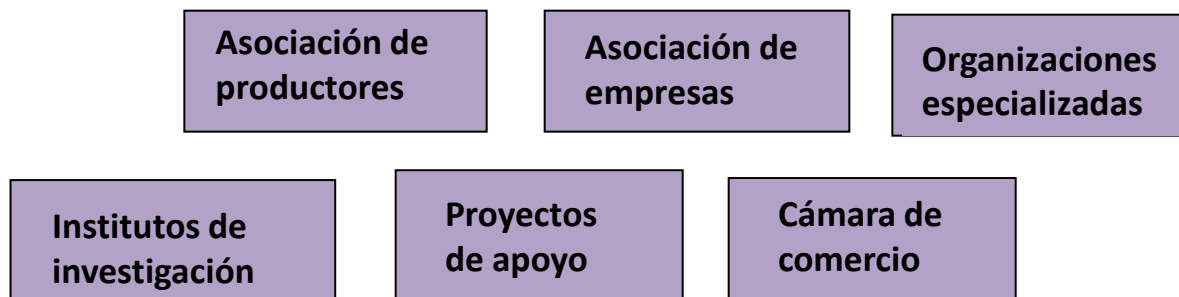 Asociación de
productores
Asociación de
empresas
Organizaciones
especializadas
Institutos de
investigación
Proyectos
de apoyo
Cámara de
comercio